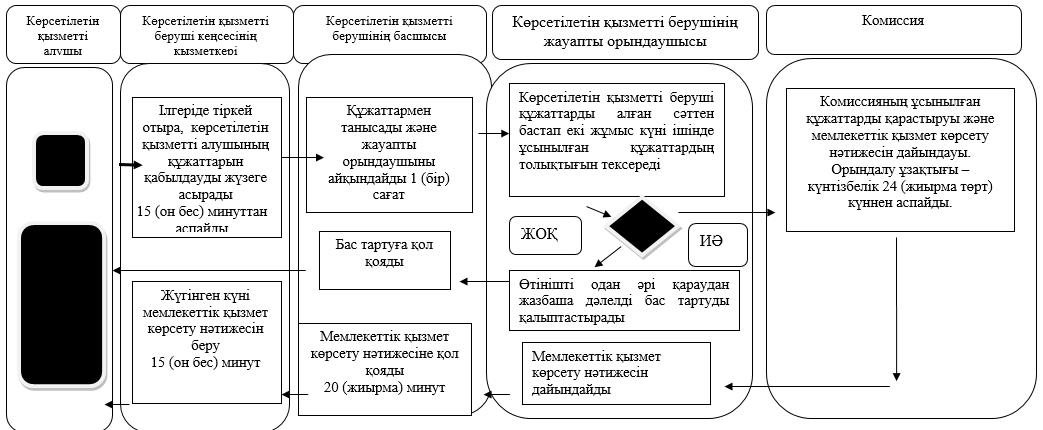 Көрсетілетін
қызметті
алушы
Көрсетілетін қызметті
беруші кеңсесінің
қызметкері
Көрсетілетін қызметті
берушінің басшысы
Көрсетілетін қызметті берушінің
жауапты орындаушысы
Комиссия
Ілгеріде тіркей
отыра, көрсетілетін
қызметті алушының
құжаттарын
қабылдауды жүзеге
асырады
15 (он бес) минуттан
аспайды
Құжаттармен
танысады және
жауапты
орындаушыны
айқындайды 1 (бір)
сағат
Көрсетілетін қызметті беруші
құжаттарды алған сәттен
бастап екі жұмыс күні ішінде
ұсынылған құжаттардың
толықтығын тексереді
Комиссияның ұсынылған
құжаттарды қарастыруы және
мемлекеттік қызмет көрсету
нәтижесін дайындауы.
Орындалу ұзақтығы –
күнтізбелік 24 (жиырма төрт)
күннен аспайды.
ЖОҚ
ИӘ
Бас тартуға қол
қояды
Өтінішті одан әрі қараудан
жазбаша дәлелді бас тартуды
қалыптастырады
Жүгінген күні
мемлекеттік қызмет
көрсету нәтижесін
беру
15 (он бес) минут
Мемлекеттік қызмет
көрсету нәтижесіне қол
қояды
20 (жиырма) минут
Мемлекеттік қызмет
көрсету нәтижесін
дайындайды